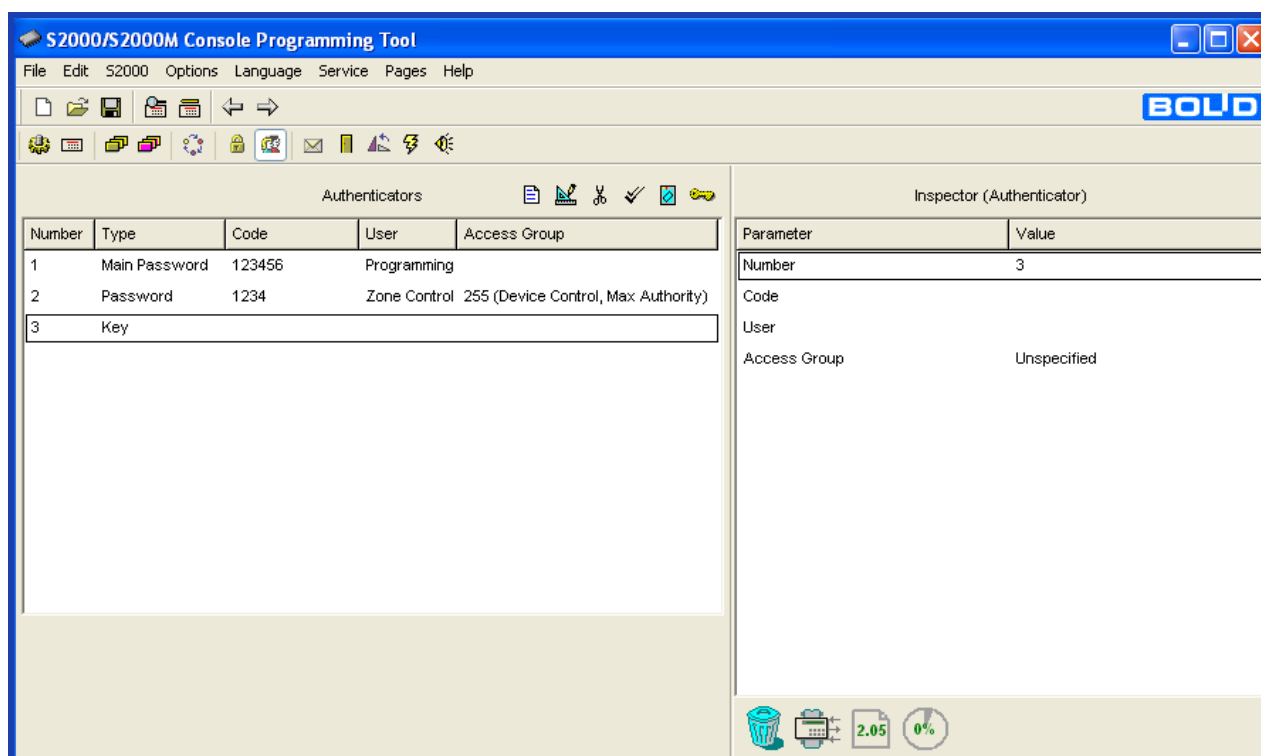 S2000/S2000M Console Programming Tool
File Edit S2000 Options Language Service Pages Help
BOLID
Authenticators
Number Type Code User Access Group
1 Main Password 123456 Programming
2 Password 1234 Zone Control 255 (Device Control, Max Authority)
3 Key
Inspector (Authenticator)
Parameter Value
Number 3
Code
User
Access Group Unspecified
2.05 0%